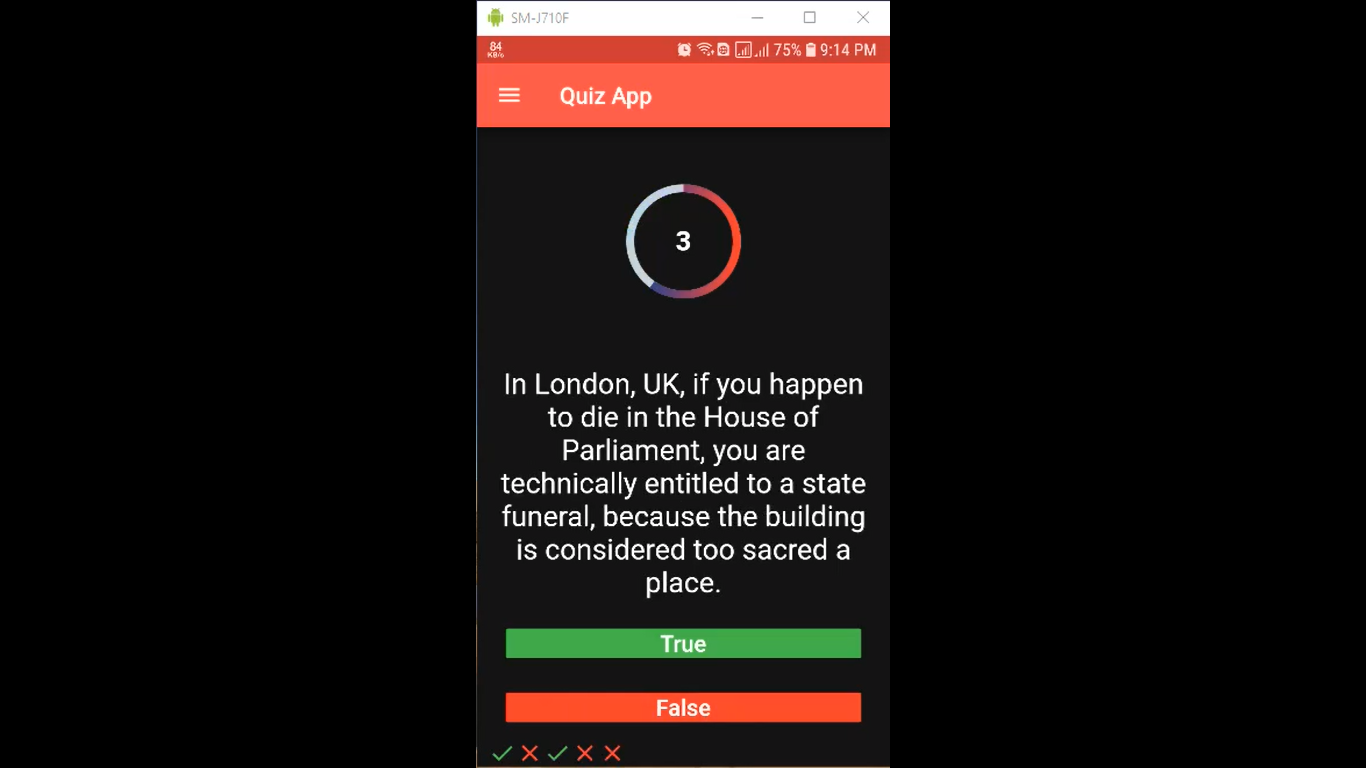 SM-J710F
84
KB/s
75% 9:14 PM
Quiz App
3
In London, UK, if you happen
to die in the House of
Parliament, you are
technically entitled to a state
funeral, because the building
is considered too sacred a
place.
True
False